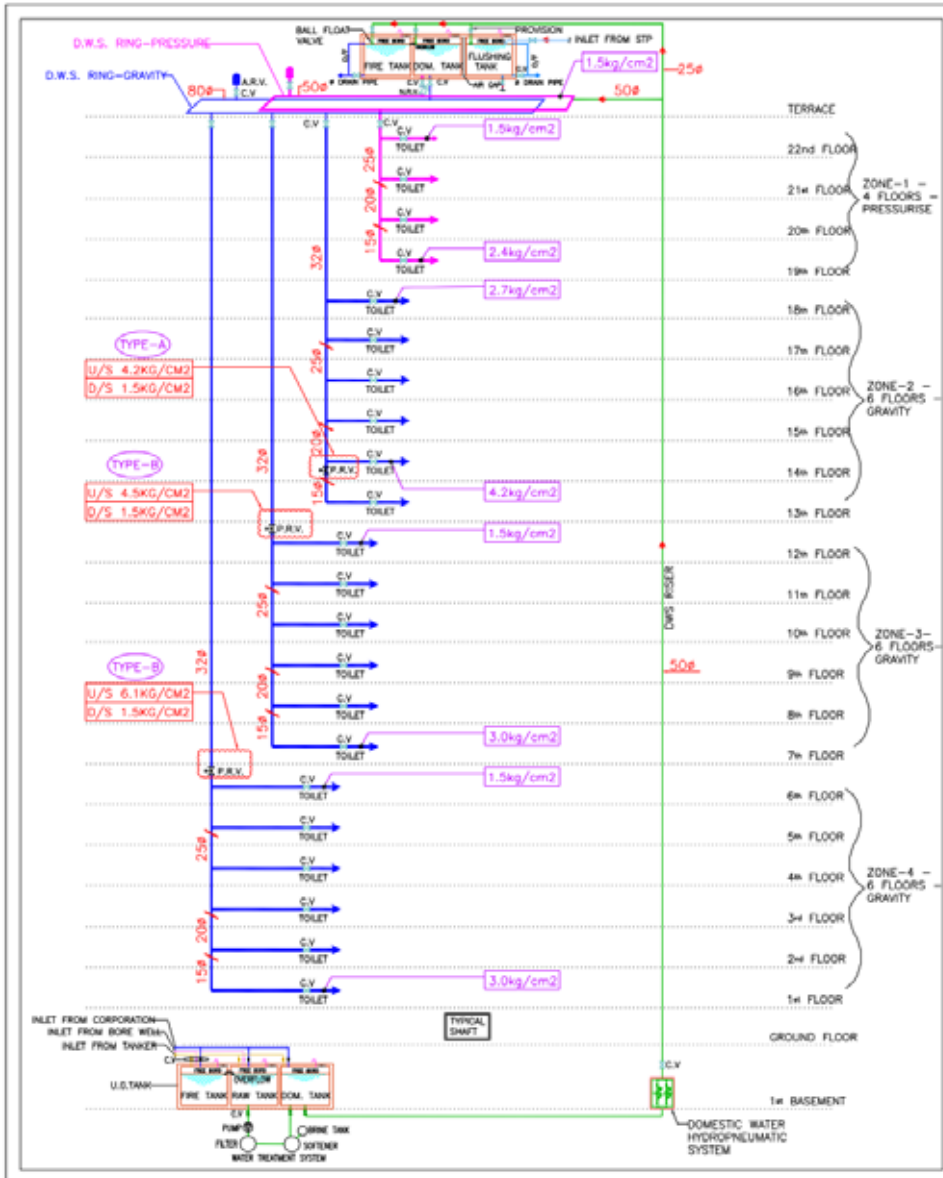 BALL FLOAT
VALVE
PROVISION
INLET FROM STP
D.W.S. RING-PRESSURE
D.W.S. RING-GRAVITY
FIRE TANK
DOM. TANK
FLUSHING
TANK
O/F
O/F
Ø DRAIN PIPE
AIR GAP
Ø DRAIN PIPE
A.R.V.
C.V
80Ø
50Ø
C.V
C.V
N.R.V.
C.V
1.5kg/cm2
25Ø
50Ø
TERRACE
C.V
C.V
C.V
TOILET
1.5kg/cm2
22nd FLOOR
25Ø
C.V
TOILET
21st FLOOR
ZONE-1 -
4 FLOORS -
PRESSURISE
20Ø
C.V
TOILET
20th FLOOR
15Ø
C.V
TOILET
2.4kg/cm2
19th FLOOR
32Ø
C.V
TOILET
2.7kg/cm2
18th FLOOR
TYPE-A
U/S 4.2KG/CM2
D/S 1.5KG/CM2
25Ø
C.V
TOILET
17th FLOOR
C.V
TOILET
16th FLOOR
ZONE-2 -
6 FLOORS -
GRAVITY
C.V
TOILET
15th FLOOR
20Ø
P.R.V.
C.V
TOILET
4.2kg/cm2
14th FLOOR
15Ø
C.V
TOILET
13th FLOOR
TYPE-B
U/S 4.5KG/CM2
D/S 1.5KG/CM2
32Ø
P.R.V.
C.V
TOILET
1.5kg/cm2
12th FLOOR
25Ø
C.V
TOILET
11th FLOOR
DWS RISER
C.V
TOILET
10th FLOOR
ZONE-3-
6 FLOORS-
GRAVITY
C.V
TOILET
9th FLOOR
50Ø
20Ø
C.V
TOILET
8th FLOOR
15Ø
C.V
TOILET
3.0kg/cm2
7th FLOOR
TYPE-B
U/S 6.1KG/CM2
D/S 1.5KG/CM2
32Ø
P.R.V.
C.V
TOILET
1.5kg/cm2
6th FLOOR
25Ø
C.V
TOILET
5th FLOOR
C.V
TOILET
4th FLOOR
ZONE-4 -
6 FLOORS -
GRAVITY
C.V
TOILET
3rd FLOOR
20Ø
C.V
TOILET
2nd FLOOR
15Ø
C.V
TOILET
3.0kg/cm2
1st FLOOR
TYPICAL
SHAFT
GROUND FLOOR
INLET FROM CORPORATION
INLET FROM BORE WELL
INLET FROM TANKER
C.V
U.G.TANK
OVERFLOW
FIRE TANK
RAW TANK
DOM. TANK
C.V
1st BASEMENT
C.V
PUMP
BRINE TANK
FILTER
SOFTENER
WATER TREATMENT SYSTEM
DOMESTIC WATER
HYDROPNEUMATIC
SYSTEM